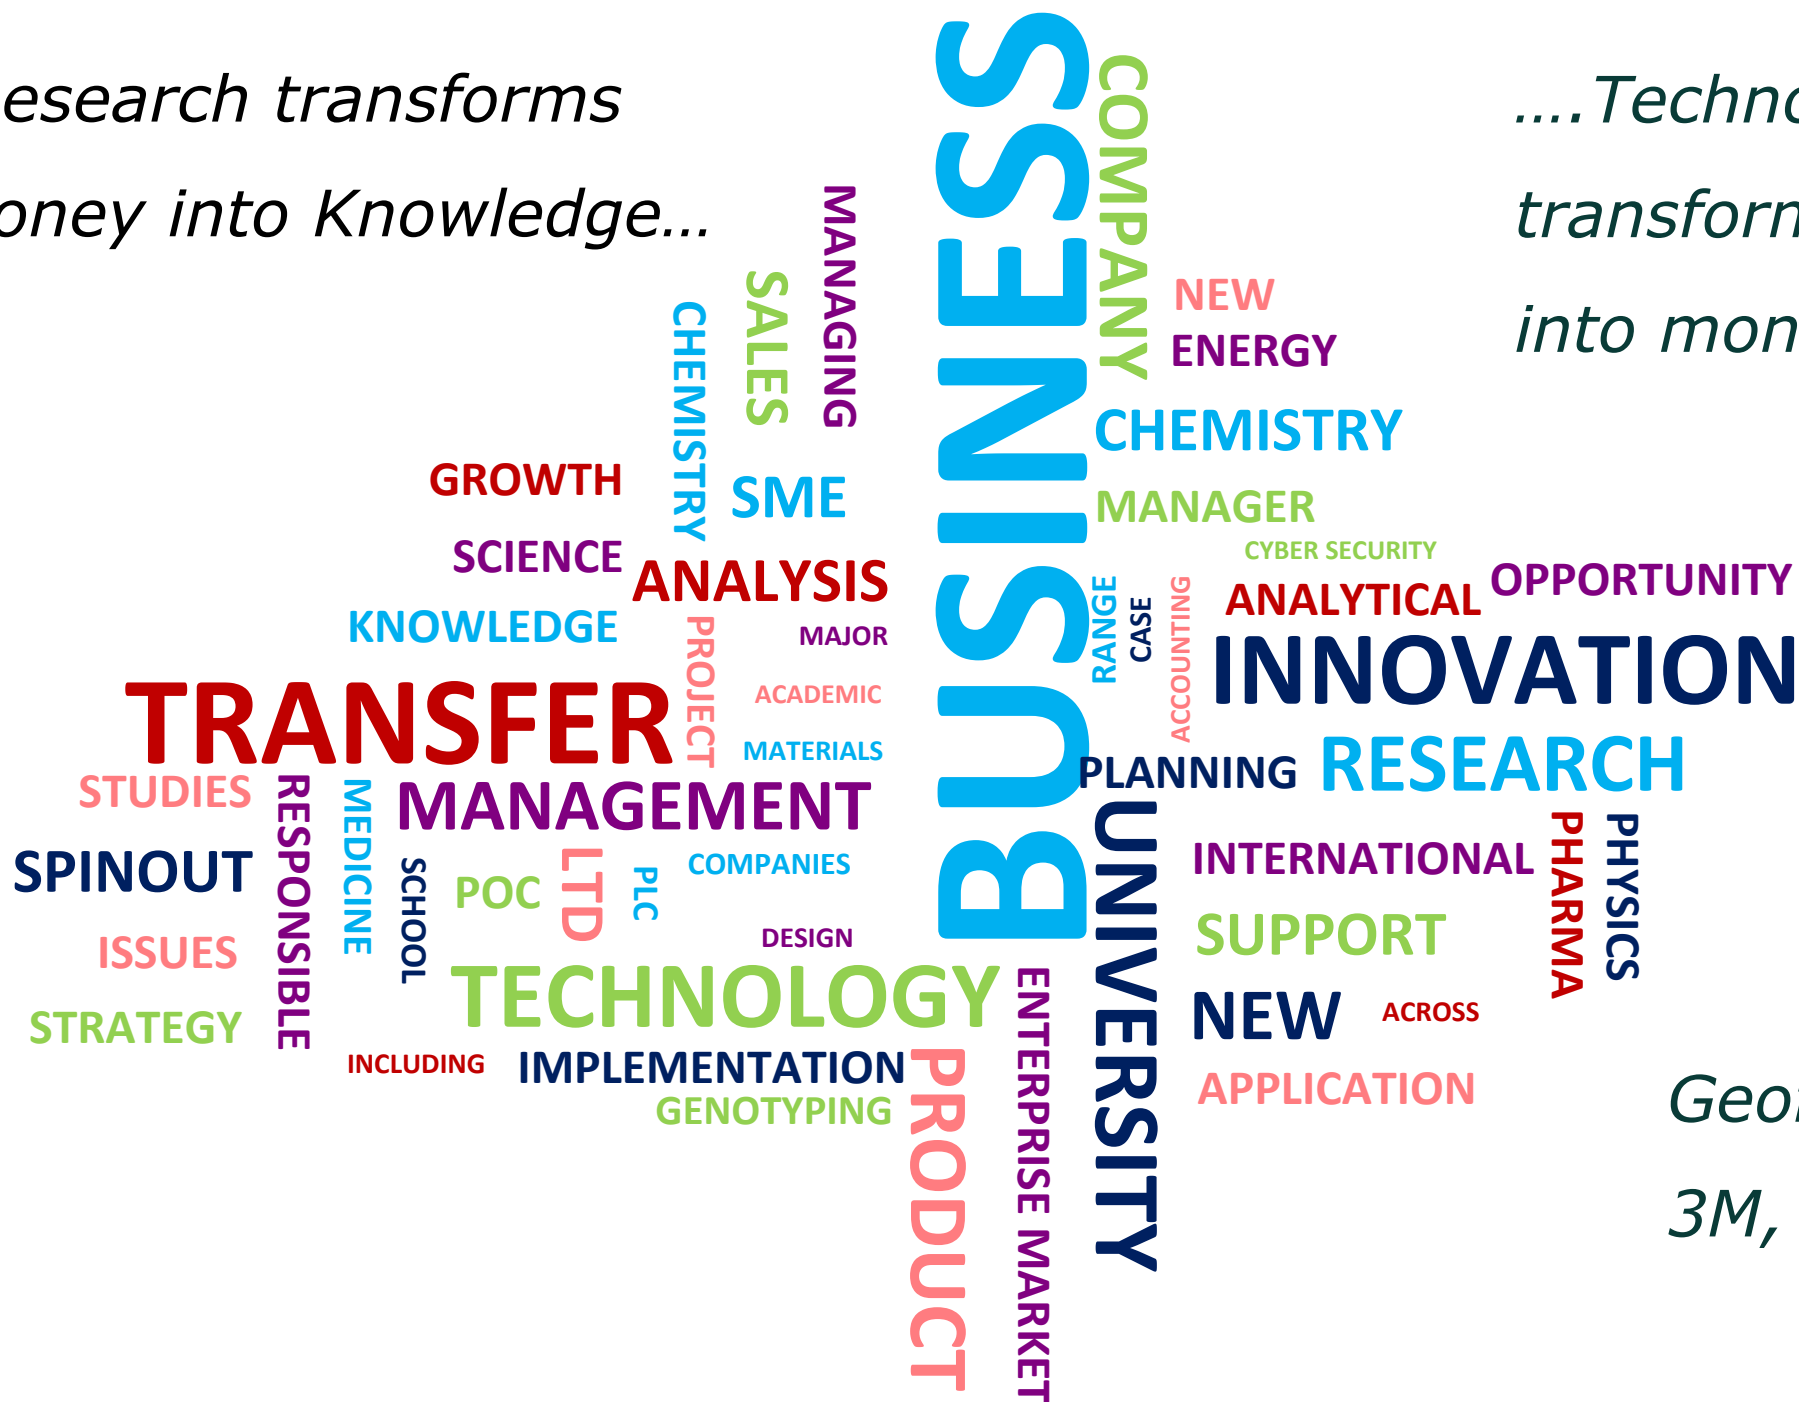 esearch transforms
oney into Knowledge…
….Techno
transform
into mon
BUSINESS
COMPANY
MANAGING
SALES
CHEMISTRY
NEW
ENERGY
CHEMISTRY
GROWTH
SME
MANAGER
SCIENCE
ANALYSIS
CYBER SECURITY
OPPORTUNITY
RANGE
CASE
ACCOUNTING
ANALYTICAL
KNOWLEDGE
PROJECT
MAJOR
INNOVATION
TRANSFER
ACADEMIC
MATERIALS
PLANNING
RESEARCH
STUDIES
RESPONSIBLE
MEDICINE
MANAGEMENT
UNIVERSITY
PHARMA
PHYSICS
SPINOUT
SCHOOL
POC
LTD
PLC
COMPANIES
INTERNATIONAL
ISSUES
DESIGN
SUPPORT
STRATEGY
TECHNOLOGY
ENTERPRISE MARKET
NEW
ACROSS
INCLUDING
IMPLEMENTATION
PRODUCT
APPLICATION
GENOTYPING
Geof
3M,